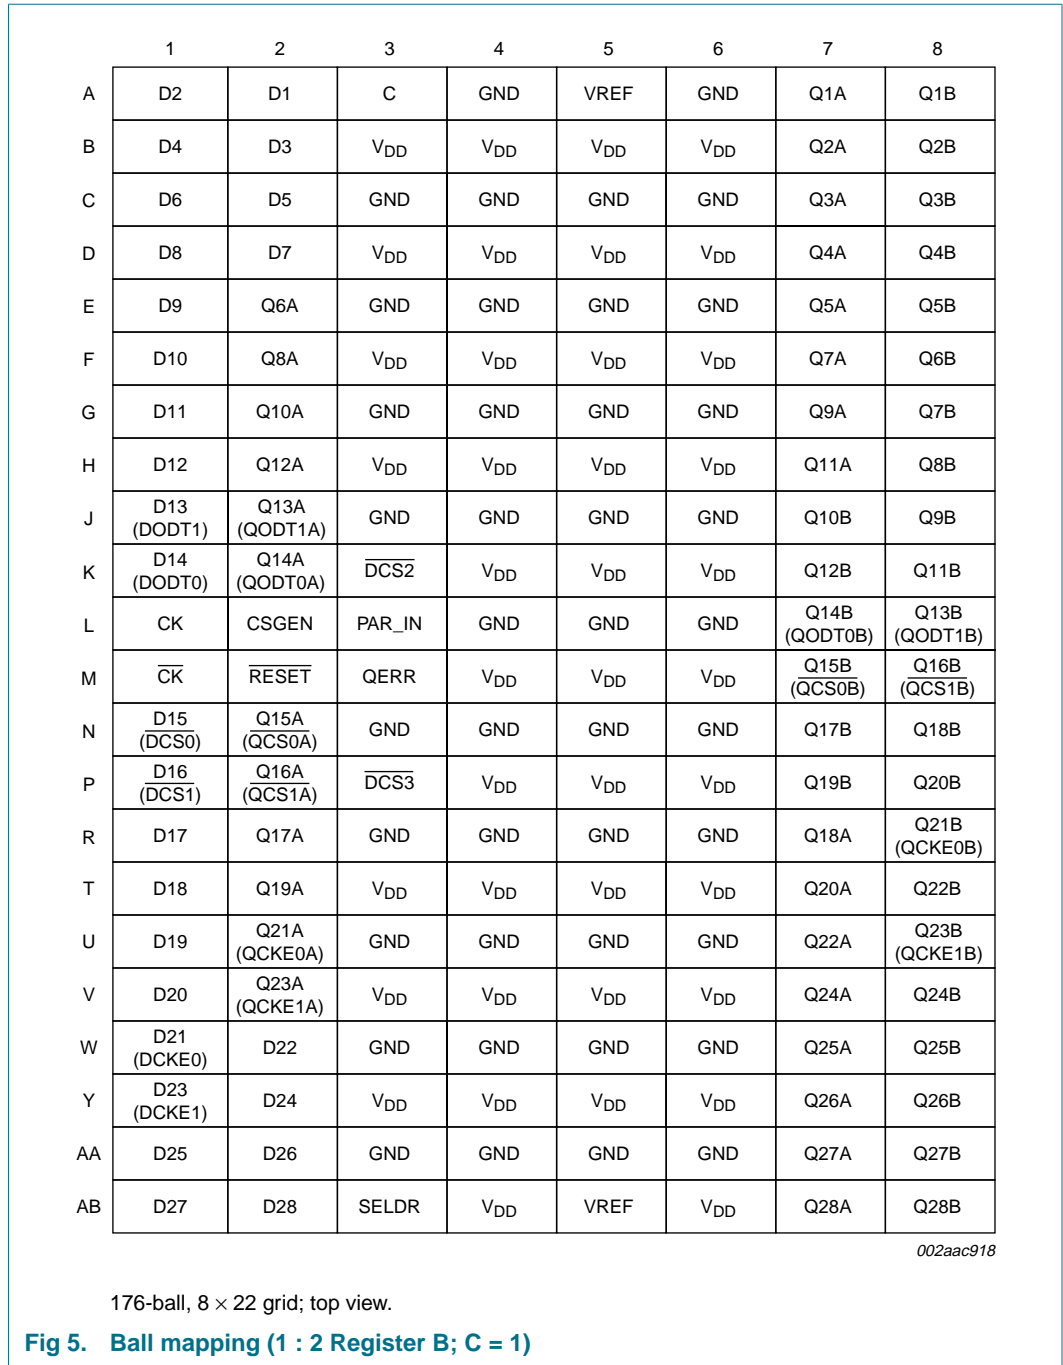 1 2 3 4 5 6 7 8
A D2 D1 C GND VREF GND Q1A Q1B
B D4 D3 VDD VDD VDD VDD Q2A Q2B
C D6 D5 GND GND GND GND Q3A Q3B
D D8 D7 VDD VDD VDD VDD Q4A Q4B
E D9 Q6A GND GND GND GND Q5A Q5B
F D10 Q8A VDD VDD VDD VDD Q7A Q6B
G D11 Q10A GND GND GND GND Q9A Q7B
H D12 Q12A VDD VDD VDD VDD Q11A Q8B
J D13 (DODT1) Q13A (QODT1A) GND GND GND GND Q10B Q9B
K D14 (DODT0) Q14A (QODT0A) DCS2 VDD VDD VDD Q12B Q11B
L CK CSGEN PAR_IN GND GND GND Q14B (QODT0B) Q13B (QODT1B)
M CK RESET QERR VDD VDD VDD Q15B (QCS0B) Q16B (QCS1B)
N D15 (DCS0) Q15A (QCS0A) GND GND GND GND Q17B Q18B
P D16 (DCS1) Q16A (QCS1A) DCS3 VDD VDD VDD Q19B Q20B
R D17 Q17A GND GND GND GND Q18A Q21B (QCKE0B)
T D18 Q19A VDD VDD VDD VDD Q20A Q22B
U D19 Q21A (QCKE0A) GND GND GND GND Q22A Q23B (QCKE1B)
V D20 Q23A (QCKE1A) VDD VDD VDD VDD Q24A Q24B
W D21 (DCKE0) D22 GND GND GND GND Q25A Q25B
Y D23 (DCKE1) D24 VDD VDD VDD VDD Q26A Q26B
AA D25 D26 GND GND GND GND Q27A Q27B
AB D27 D28 SELDR VDD VREF VDD Q28A Q28B
002aac918
176-ball, 8 × 22 grid; top view.
Fig 5. Ball mapping (1 : 2 Register B; C = 1)